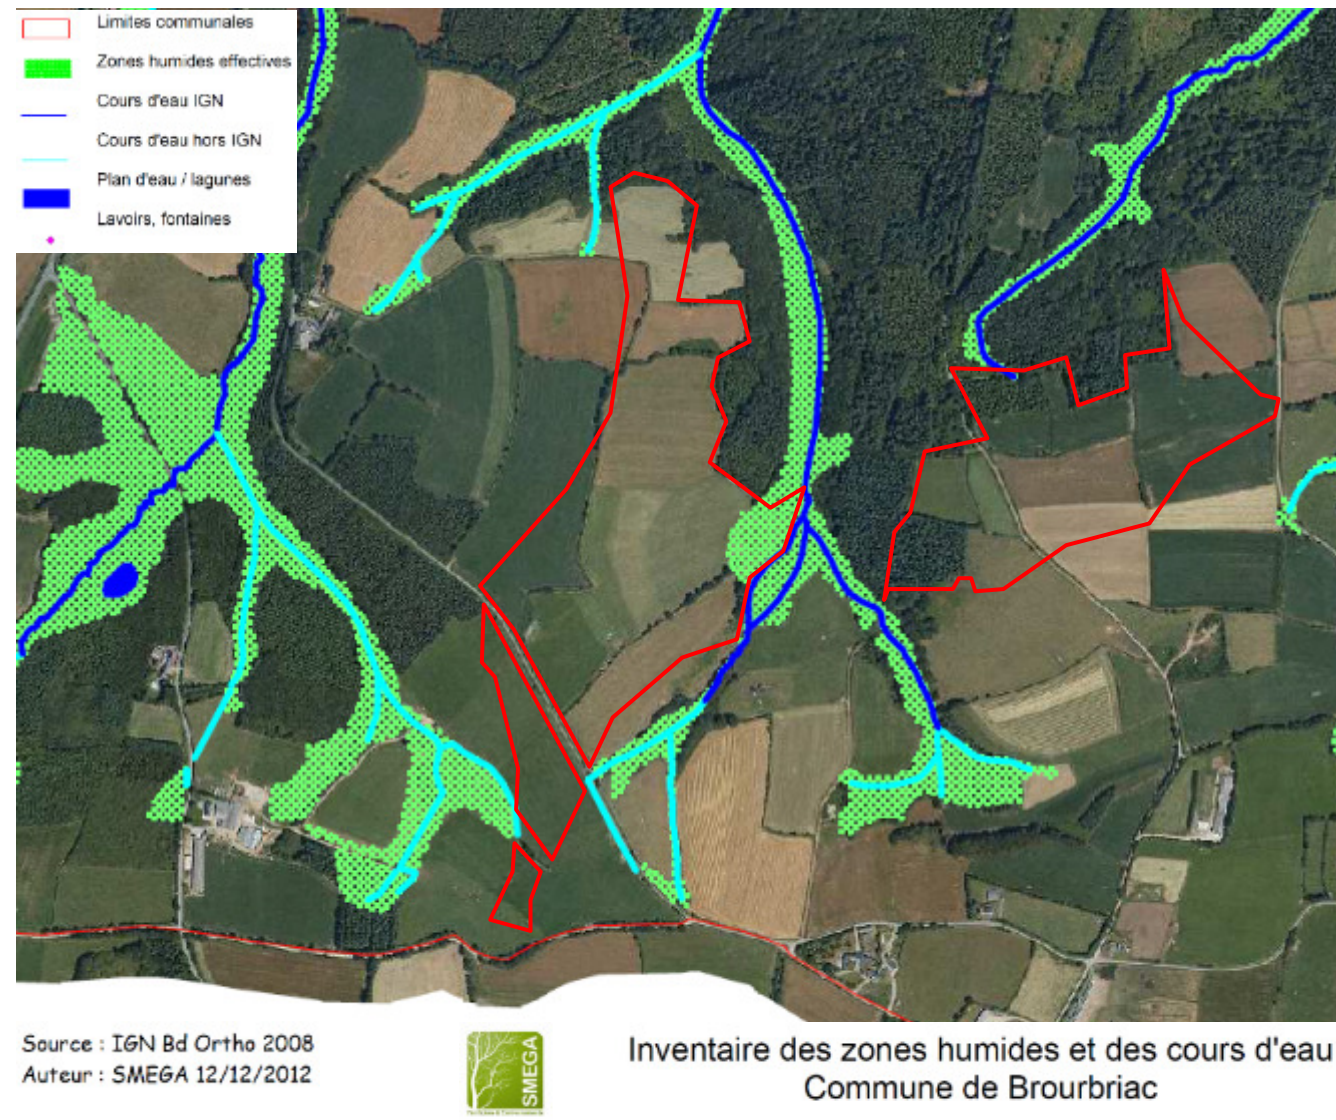 Limites communales
Zones humides effectives
Cours d'eau IGN
Cours d'eau hors IGN
Plan d'eau / lagunes
Lavoirs, fontaines
Source : IGN Bd Ortho 2008
Auteur : SMEGA 12/12/2012
SMEGA
Inventaire des zones humides et des cours d'eau
Commune de Brourbriac